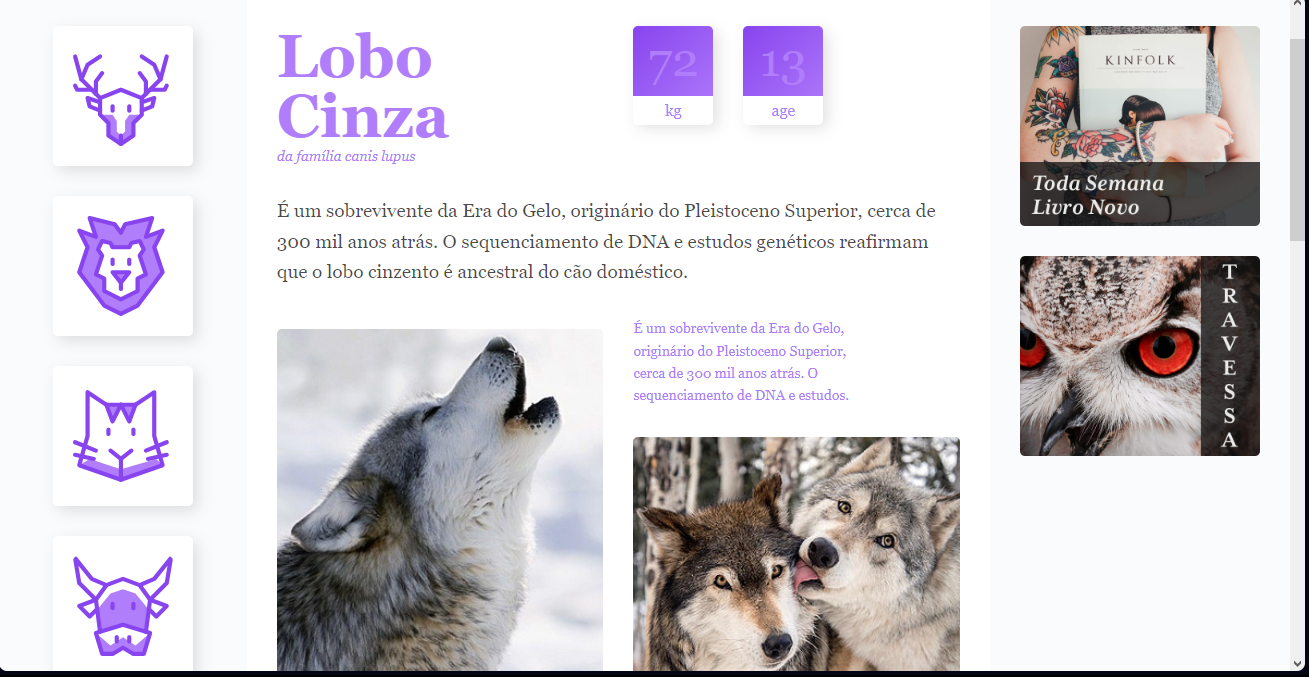 Lobo
Cinza
da família canis lupus
72
kg
13
age
É um sobrevivente da Era do Gelo, originário do Pleistoceno Superior, cerca de
300 mil anos atrás. O sequenciamento de DNA e estudos genéticos reafirmam
que o lobo cinzento é ancestral do cão doméstico.
É um sobrevivente da Era do Gelo,
originário do Pleistoceno Superior,
cerca de 300 mil anos atrás. O
sequenciamento de DNA e estudos.
KINFOLK
Toda Semana
Livro Novo
TRAVESSA